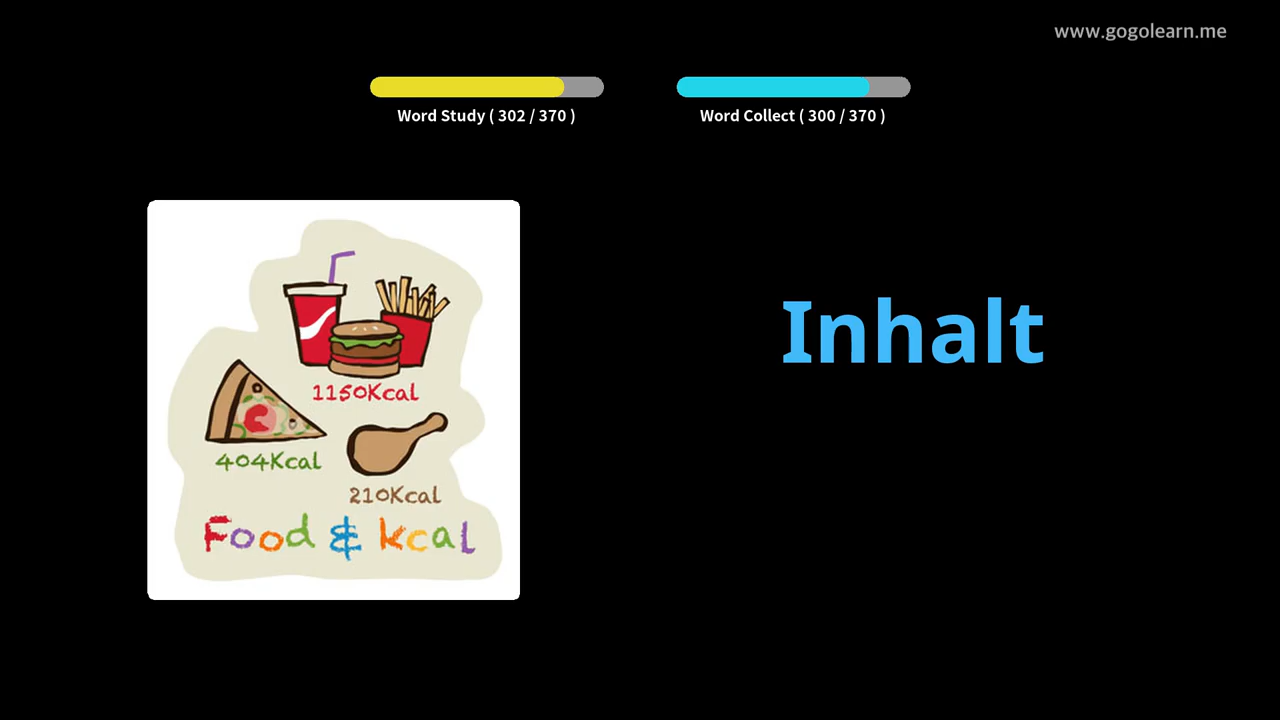 www.gogolearn.me
Word Study ( 302 / 370 )
Word Collect ( 300 / 370 )
Inhalt
1150Kcal
404Kcal
210Kcal
Food & kcal